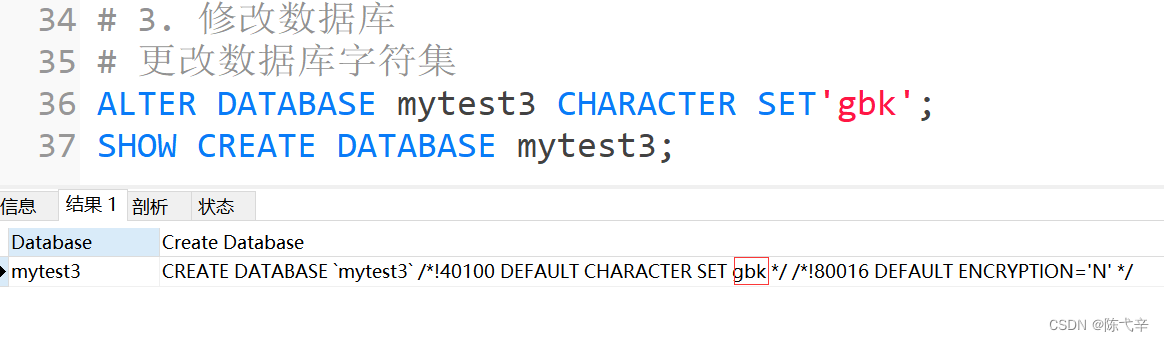 34 # 3. 修改数据库
35 # 更改数据库字符集
36 ALTER DATABASE mytest3 CHARACTER SET'gbk';
37 SHOW CREATE DATABASE mytest3;
信息 结果 1 剖析 状态
Database Create Database
mytest3 CREATE DATABASE `mytest3` /*!40100 DEFAULT CHARACTER SET gbk */ /*!80016 DEFAULT ENCRYPTION='N' */
CSDN @陈弋辛